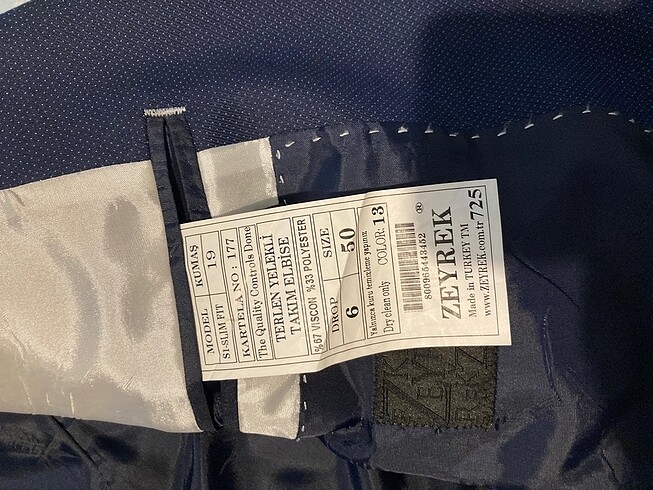 MODEL KUMAŞ
SI-SLIM FIT 19
KARTELA NO : 177
The Quality Controls Done
TERLEN YELEKLİ
TAKIM ELBİSE
%67 VISCON %33 POLYESTER
DROP SIZE
6 50
Yalnızca kuru temizleme yapınız
Dry clean only COLOR: 13
8009654434452
®
ZEYREK
Made in TURKEY TM
www.ZEYREK.com.tr 725